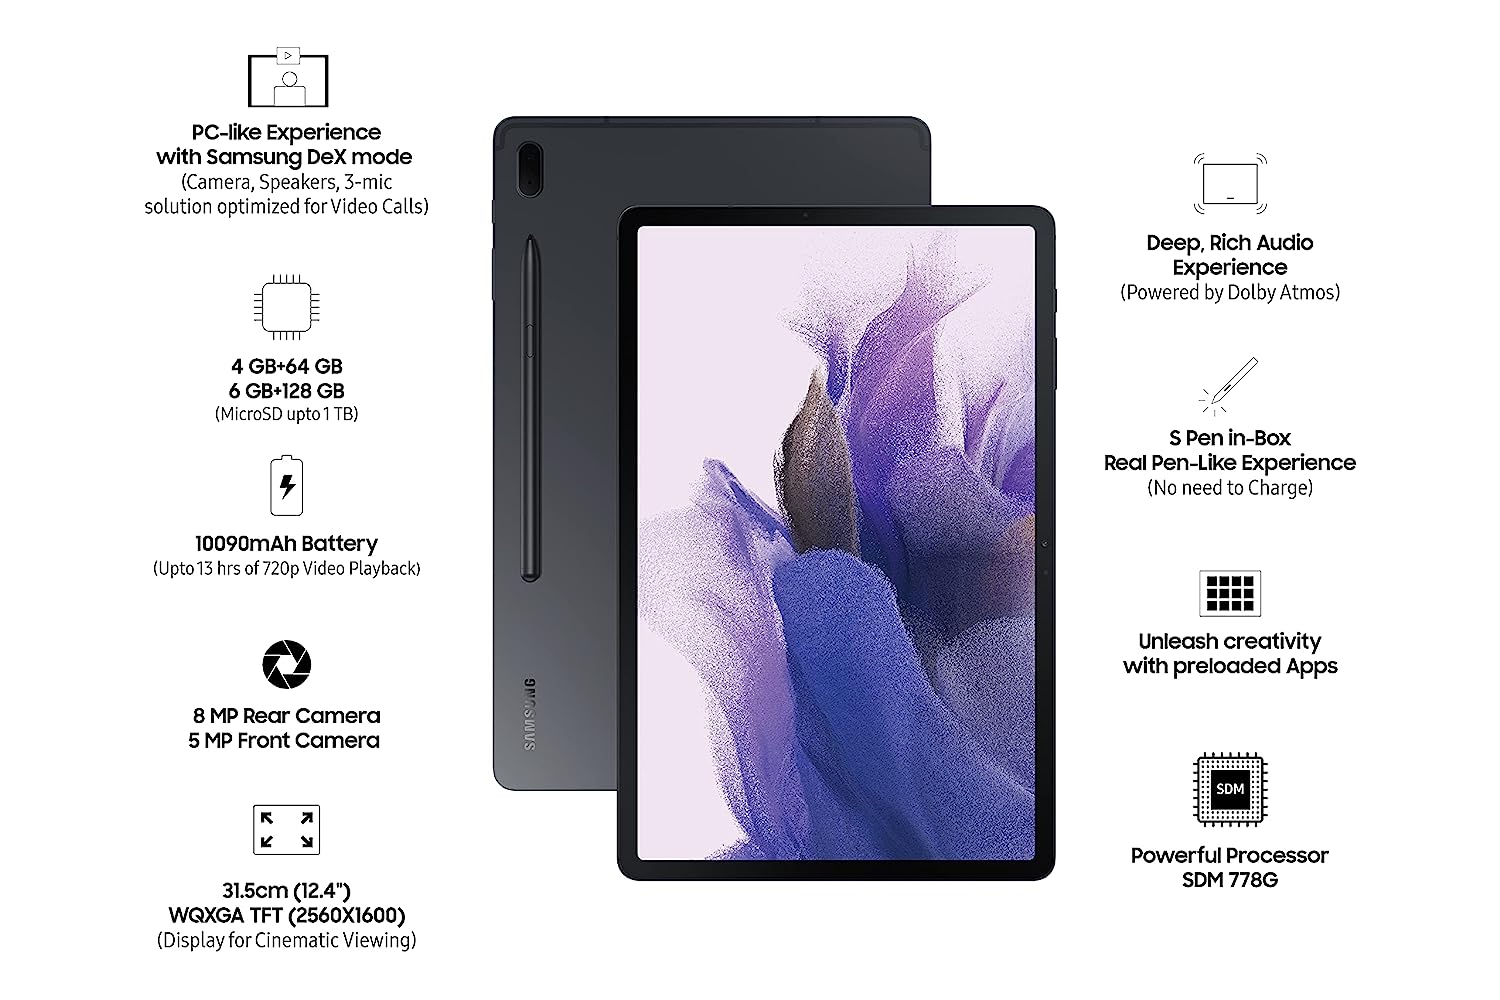 PC-like Experience
with Samsung DeX mode
(Camera, Speakers, 3-mic
solution optimized for Video Calls)
4 GB+64 GB
6 GB+128 GB
(MicroSD upto 1 TB)
10090mAh Battery
(Upto 13 hrs of 720p Video Playback)
8 MP Rear Camera
5 MP Front Camera
31.5cm (12.4")
WQXGA TFT (2560X1600)
(Display for Cinematic Viewing)
SAMSUNG
Deep, Rich Audio
Experience
(Powered by Dolby Atmos)
S Pen in-Box
Real Pen-Like Experience
(No need to Charge)
Unleash creativity
with preloaded Apps
SDM
Powerful Processor
SDM 778G